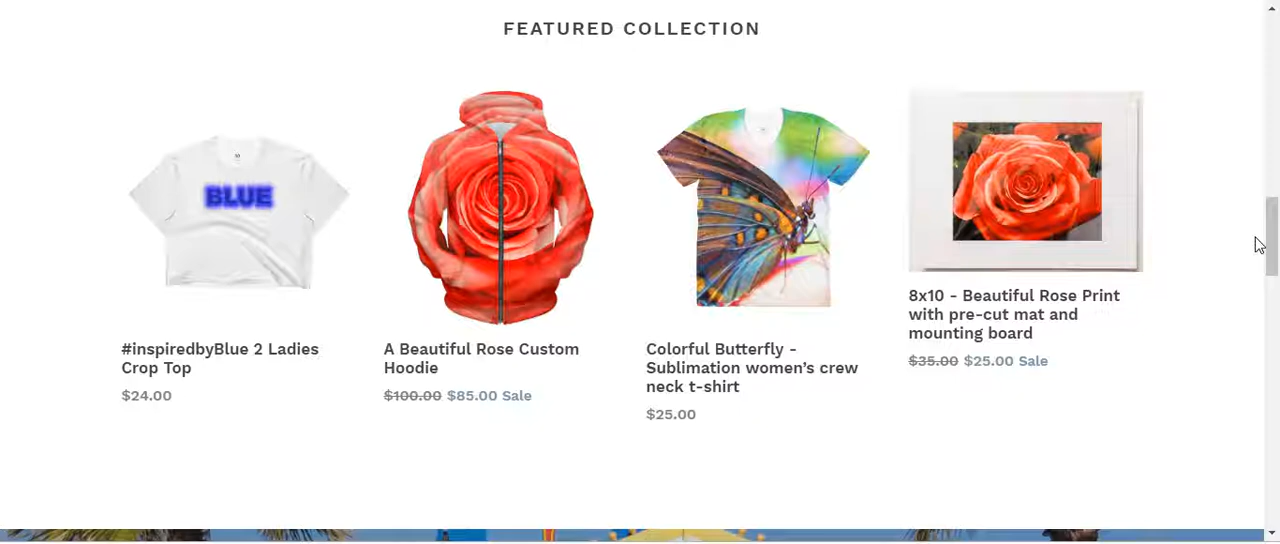 FEATURED COLLECTION
BLUE
#inspiredbyBlue 2 Ladies
Crop Top
$24.00
A Beautiful Rose Custom
Hoodie
$100.00 $85.00 Sale
Colorful Butterfly -
Sublimation women’s crew
neck t-shirt
$25.00
8x10 - Beautiful Rose Print
with pre-cut mat and
mounting board
$35.00 $25.00 Sale